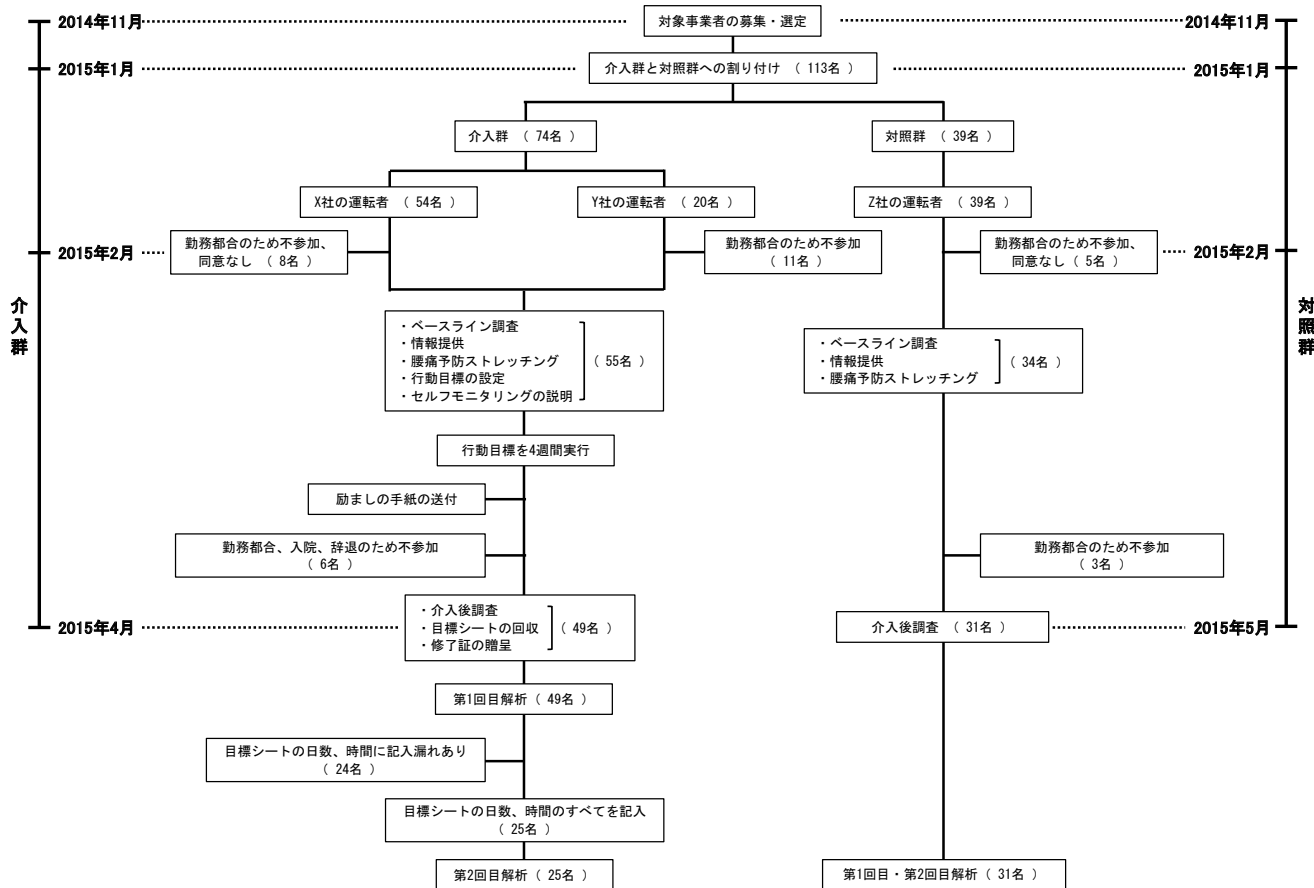 2014年11月
対象事業者の募集・選定
2014年11月
2015年1月
介入群と対照群への割り付け （ 113名 ）
2015年1月
介入群 （ 74名 ）
対照群 （ 39名 ）
X社の運転者 （ 54名 ）
Y社の運転者 （ 20名 ）
Z社の運転者 （ 39名 ）
2015年2月
勤務都合のため不参加、
同意なし （ 8名 ）
勤務都合のため不参加
（ 11名 ）
勤務都合のため不参加、
同意なし （ 5名 ）
2015年2月
介入群
対照群
・ベースライン調査
・情報提供
・腰痛予防ストレッチング
・行動目標の設定
・セルフモニタリングの説明
（ 55名 ）
・ベースライン調査
・情報提供
・腰痛予防ストレッチング
（ 34名 ）
行動目標を4週間実行
励ましの手紙の送付
勤務都合、入院、辞退のため不参加
（ 6名 ）
勤務都合のため不参加
（ 3名 ）
2015年4月
・介入後調査
・目標シートの回収
・修了証の贈呈
（ 49名 ）
介入後調査 （ 31名 ）
2015年5月
第1回目解析 （ 49名 ）
目標シートの日数、時間に記入漏れあり
（ 24名 ）
目標シートの日数、時間のすべてを記入
（ 25名 ）
第2回目解析 （ 25名 ）
第1回目・第2回目解析 （ 31名 ）